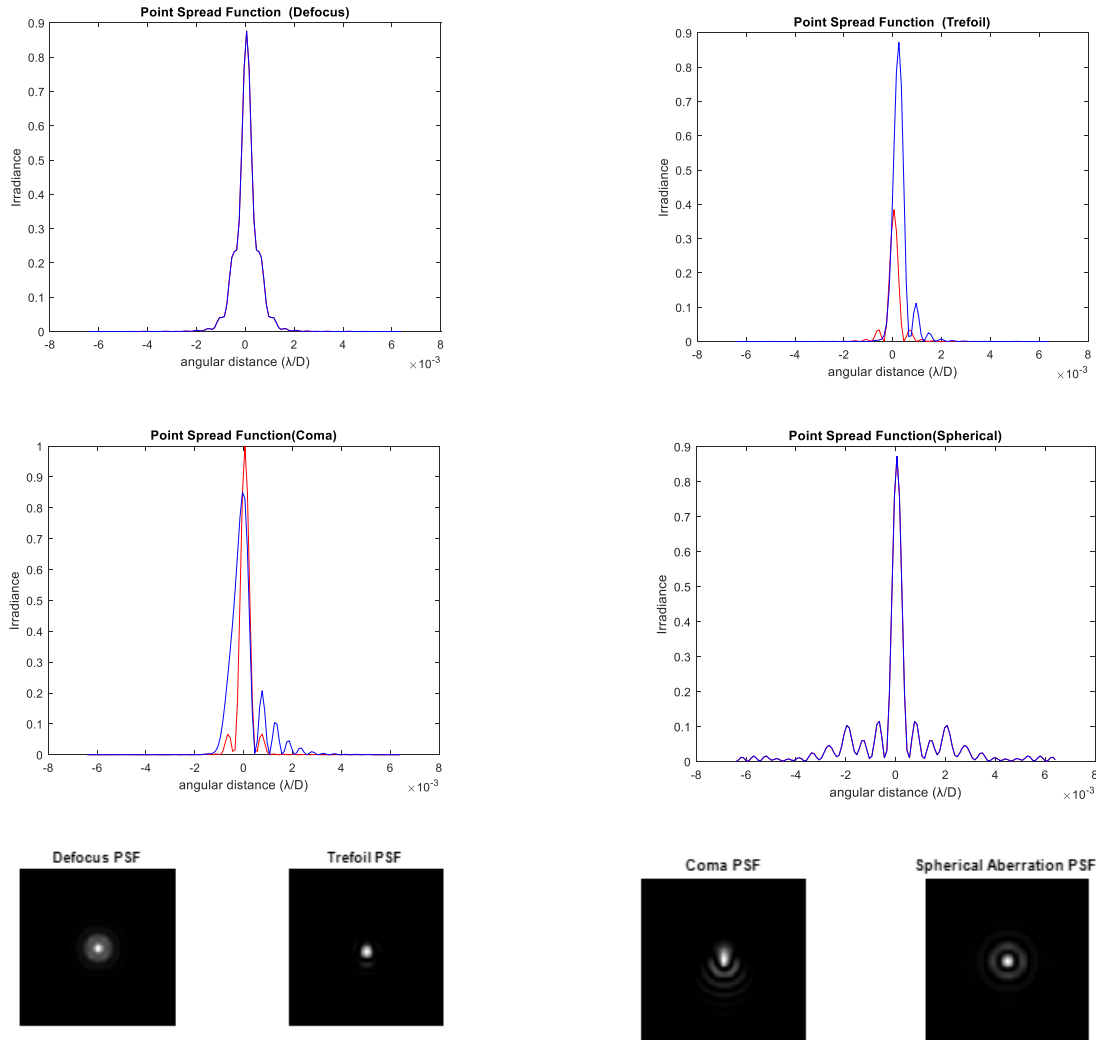 Point Spread Function  (Defocus)
Irradiance
0.9
0.8
0.7
0.6
0.5
0.4
0.3
0.2
0.1
0
-8 -6 -4 -2 0 2 4 6 8
angular distance (λ/D)
×10-3
Point Spread Function  (Trefoil)
Irradiance
0.9
0.8
0.7
0.6
0.5
0.4
0.3
0.2
0.1
0
-8 -6 -4 -2 0 2 4 6 8
angular distance (λ/D)
×10-3
Point Spread Function(Coma)
Irradiance
1
0.9
0.8
0.7
0.6
0.5
0.4
0.3
0.2
0.1
0
-8 -6 -4 -2 0 2 4 6 8
angular distance (λ/D)
×10-3
Point Spread Function(Spherical)
Irradiance
0.9
0.8
0.7
0.6
0.5
0.4
0.3
0.2
0.1
0
-8 -6 -4 -2 0 2 4 6 8
angular distance (λ/D)
×10-3
Defocus PSF
Trefoil PSF
Coma PSF
Spherical Aberration PSF